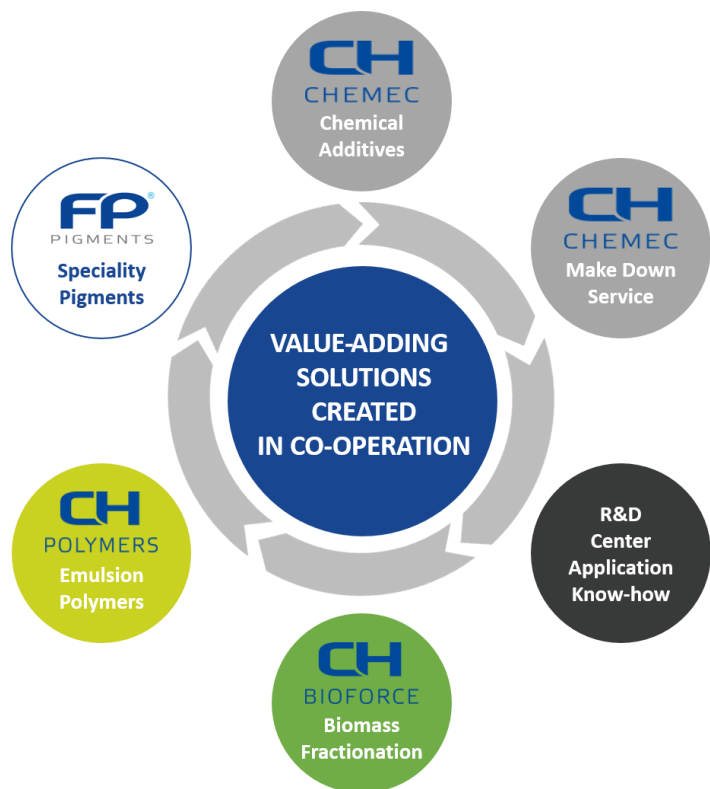 CH
CHEMEC
Chemical
Additives
CH
CHEMEC
Make Down
Service
R&D
Center
Application
Know-how
CH
BIOFORCE
Biomass
Fractionation
CH
POLYMERS
Emulsion
Polymers
FP®
PIGMENTS
Speciality
Pigments
VALUE-ADDING
SOLUTIONS
CREATED
IN CO-OPERATION